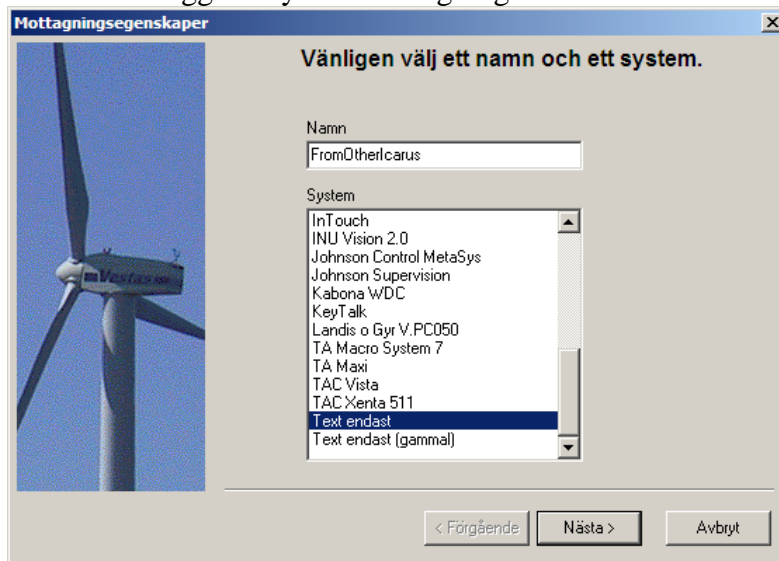 Mottagningsegenskaper
Vänligen välj ett namn och ett system.
Namn
FromOtherIcarus
System
InTouch
INU Vision 2.0
Johnson Control MetaSys
Johnson Supervision
Kabona WDC
KeyTalk
Landis o Gyr V.PC050
TA Macro System 7
TA Maxi
TAC Vista
TAC Xenta 511
Text endast
Text endast (gammal)
Vestas
< Förgående
Nästa >
Avbryt